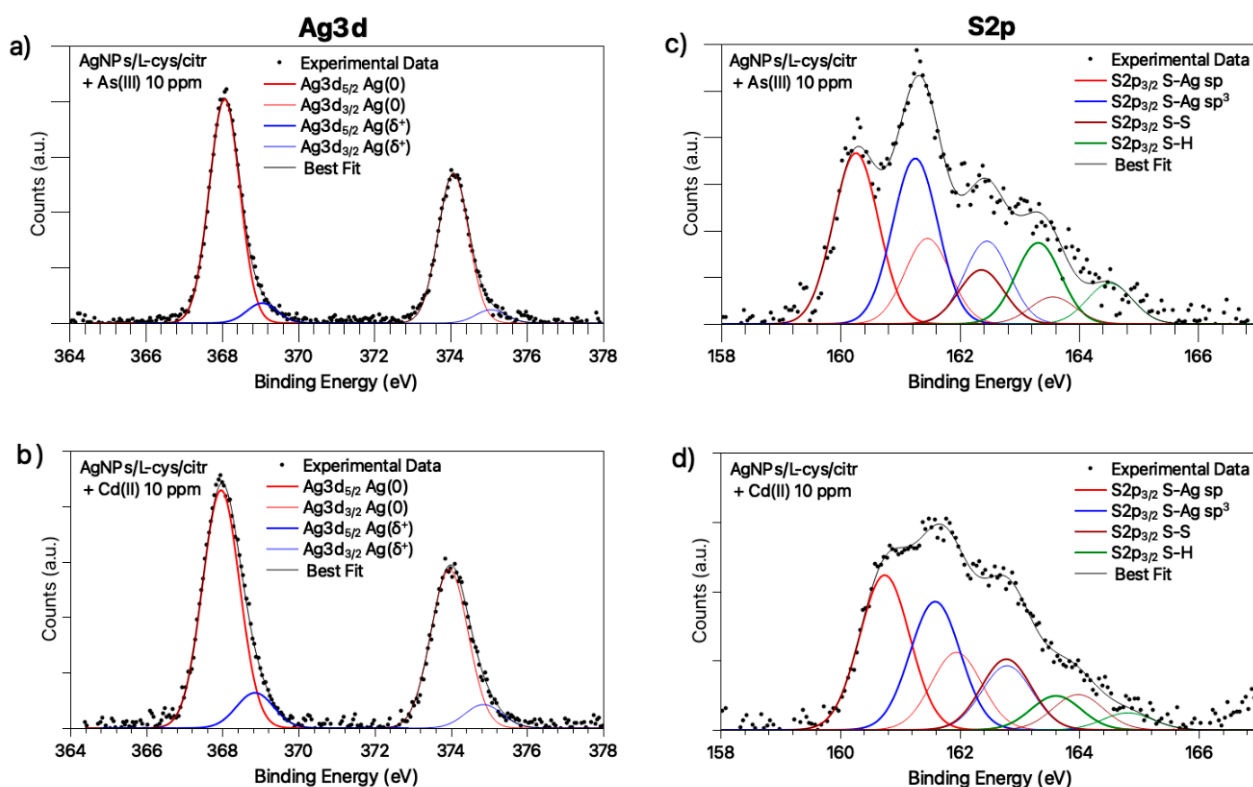 Ag3d
S2p
a)
AgNPs/L-cys/citr
+ As(III) 10 ppm
Experimental Data
Ag3d5/2 Ag(0)
Ag3d3/2 Ag(0)
Ag3d5/2 Ag(δ+)
Ag3d3/2 Ag(δ+)
Best Fit
Counts (a.u.)
364 366 368 370 372 374 376 378
Binding Energy (eV)
c)
AgNPs/L-cys/citr
+ As(III) 10 ppm
Experimental Data
S2p3/2 S-Ag sp
S2p3/2 S-Ag sp³
S2p3/2 S-S
S2p3/2 S-H
Best Fit
Counts (a.u.)
158 160 162 164 166
Binding Energy (eV)
b)
AgNPs/L-cys/citr
+ Cd(II) 10 ppm
Experimental Data
Ag3d5/2 Ag(0)
Ag3d3/2 Ag(0)
Ag3d5/2 Ag(δ+)
Ag3d3/2 Ag(δ+)
Best Fit
Counts (a.u.)
364 366 368 370 372 374 376 378
Binding Energy (eV)
d)
AgNPs/L-cys/citr
+ Cd(II) 10 ppm
Experimental Data
S2p3/2 S-Ag sp
S2p3/2 S-Ag sp³
S2p3/2 S-S
S2p3/2 S-H
Best Fit
Counts (a.u.)
158 160 162 164 166
Binding Energy (eV)